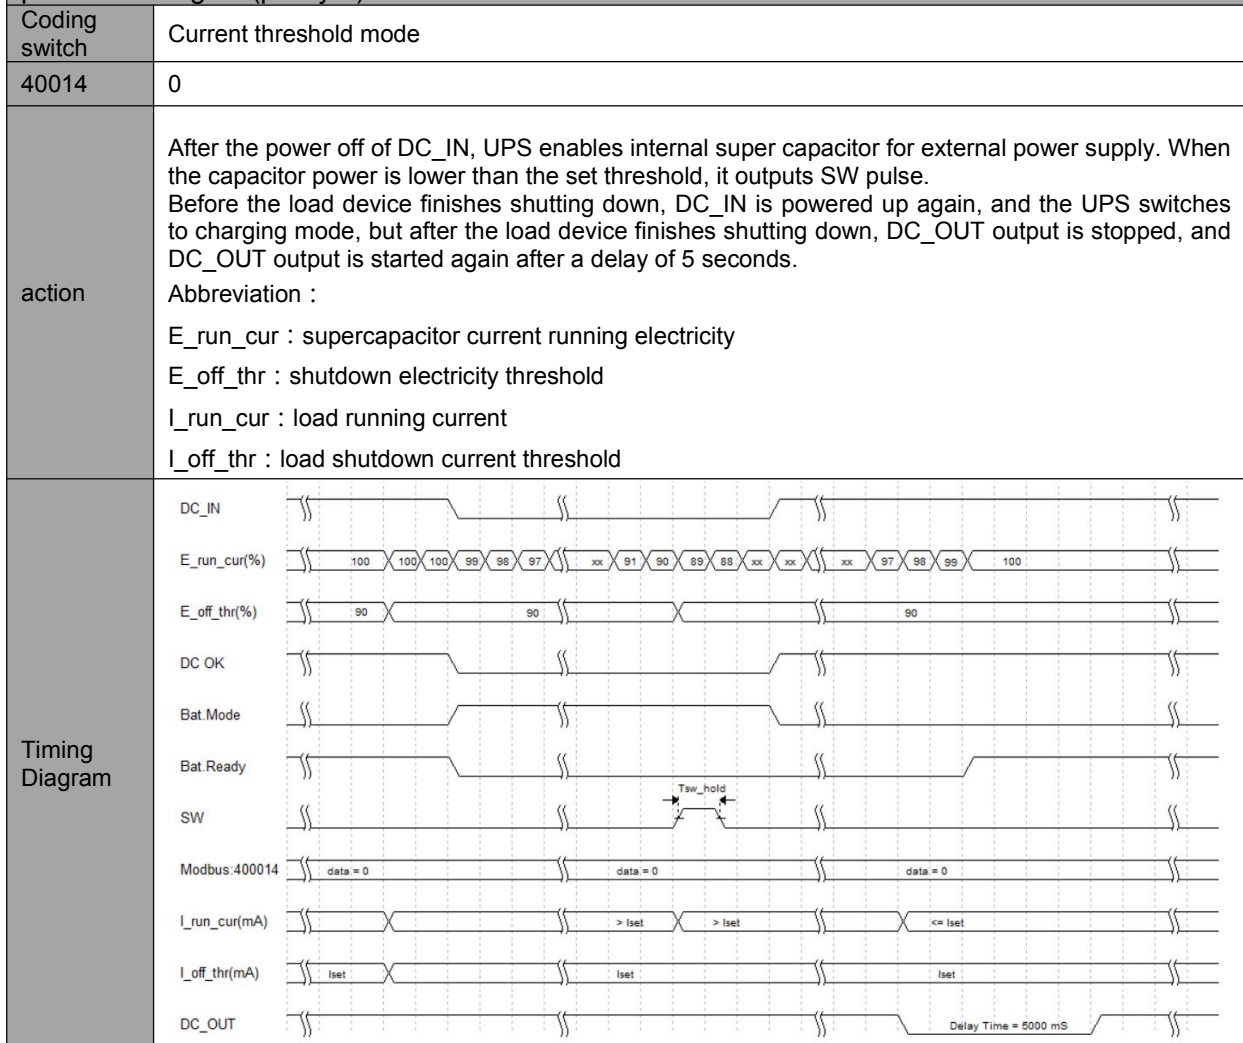 Coding
switch
Current threshold mode
40014
0
action
After the power off of DC_IN, UPS enables internal super capacitor for external power supply. When
the capacitor power is lower than the set threshold, it outputs SW pulse.
Before the load device finishes shutting down, DC_IN is powered up again, and the UPS switches
to charging mode, but after the load device finishes shutting down, DC_OUT output is stopped, and
DC_OUT output is started again after a delay of 5 seconds.
Abbreviation：
E_run_cur：supercapacitor current running electricity
E_off_thr：shutdown electricity threshold
I_run_cur：load running current
I_off_thr：load shutdown current threshold
Timing
Diagram
DC_IN
E_run_cur(%) 100 100 100 99 98 97 xx 91 90 89 88 xx xx xx 97 98 99 100
E_off_thr(%) 90 90 90
DC OK
Bat.Mode
Bat.Ready
Tsw_hold
SW
Modbus:400014 data = 0 data = 0 data = 0
I_run_cur(mA) > Iset > Iset <= Iset
I_off_thr(mA) Iset Iset Iset
DC_OUT Delay Time = 5000 mS